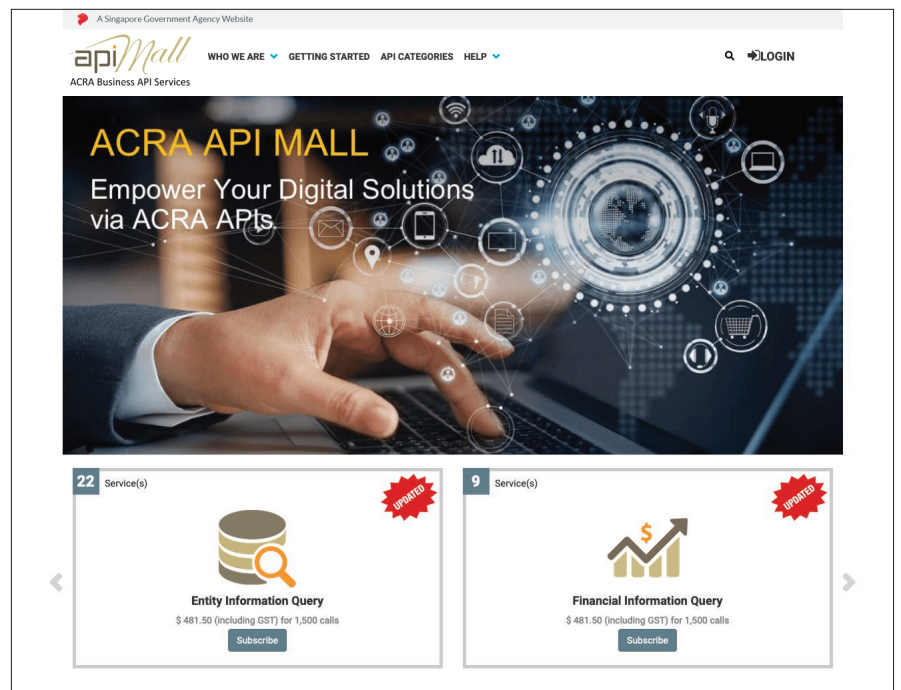 A Singapore Government Agency Website
apiMall
ACRA Business API Services
WHO WE ARE GETTING STARTED API CATEGORIES HELP
LOGIN
ACRA API MALL
Empower Your Digital Solutions
via ACRA APIs
22 Service(s)
UPDATED
Entity Information Query
$ 481.50 (including GST) for 1,500 calls
Subscribe
9 Service(s)
UPDATED
Financial Information Query
$ 481.50 (including GST) for 1,500 calls
Subscribe